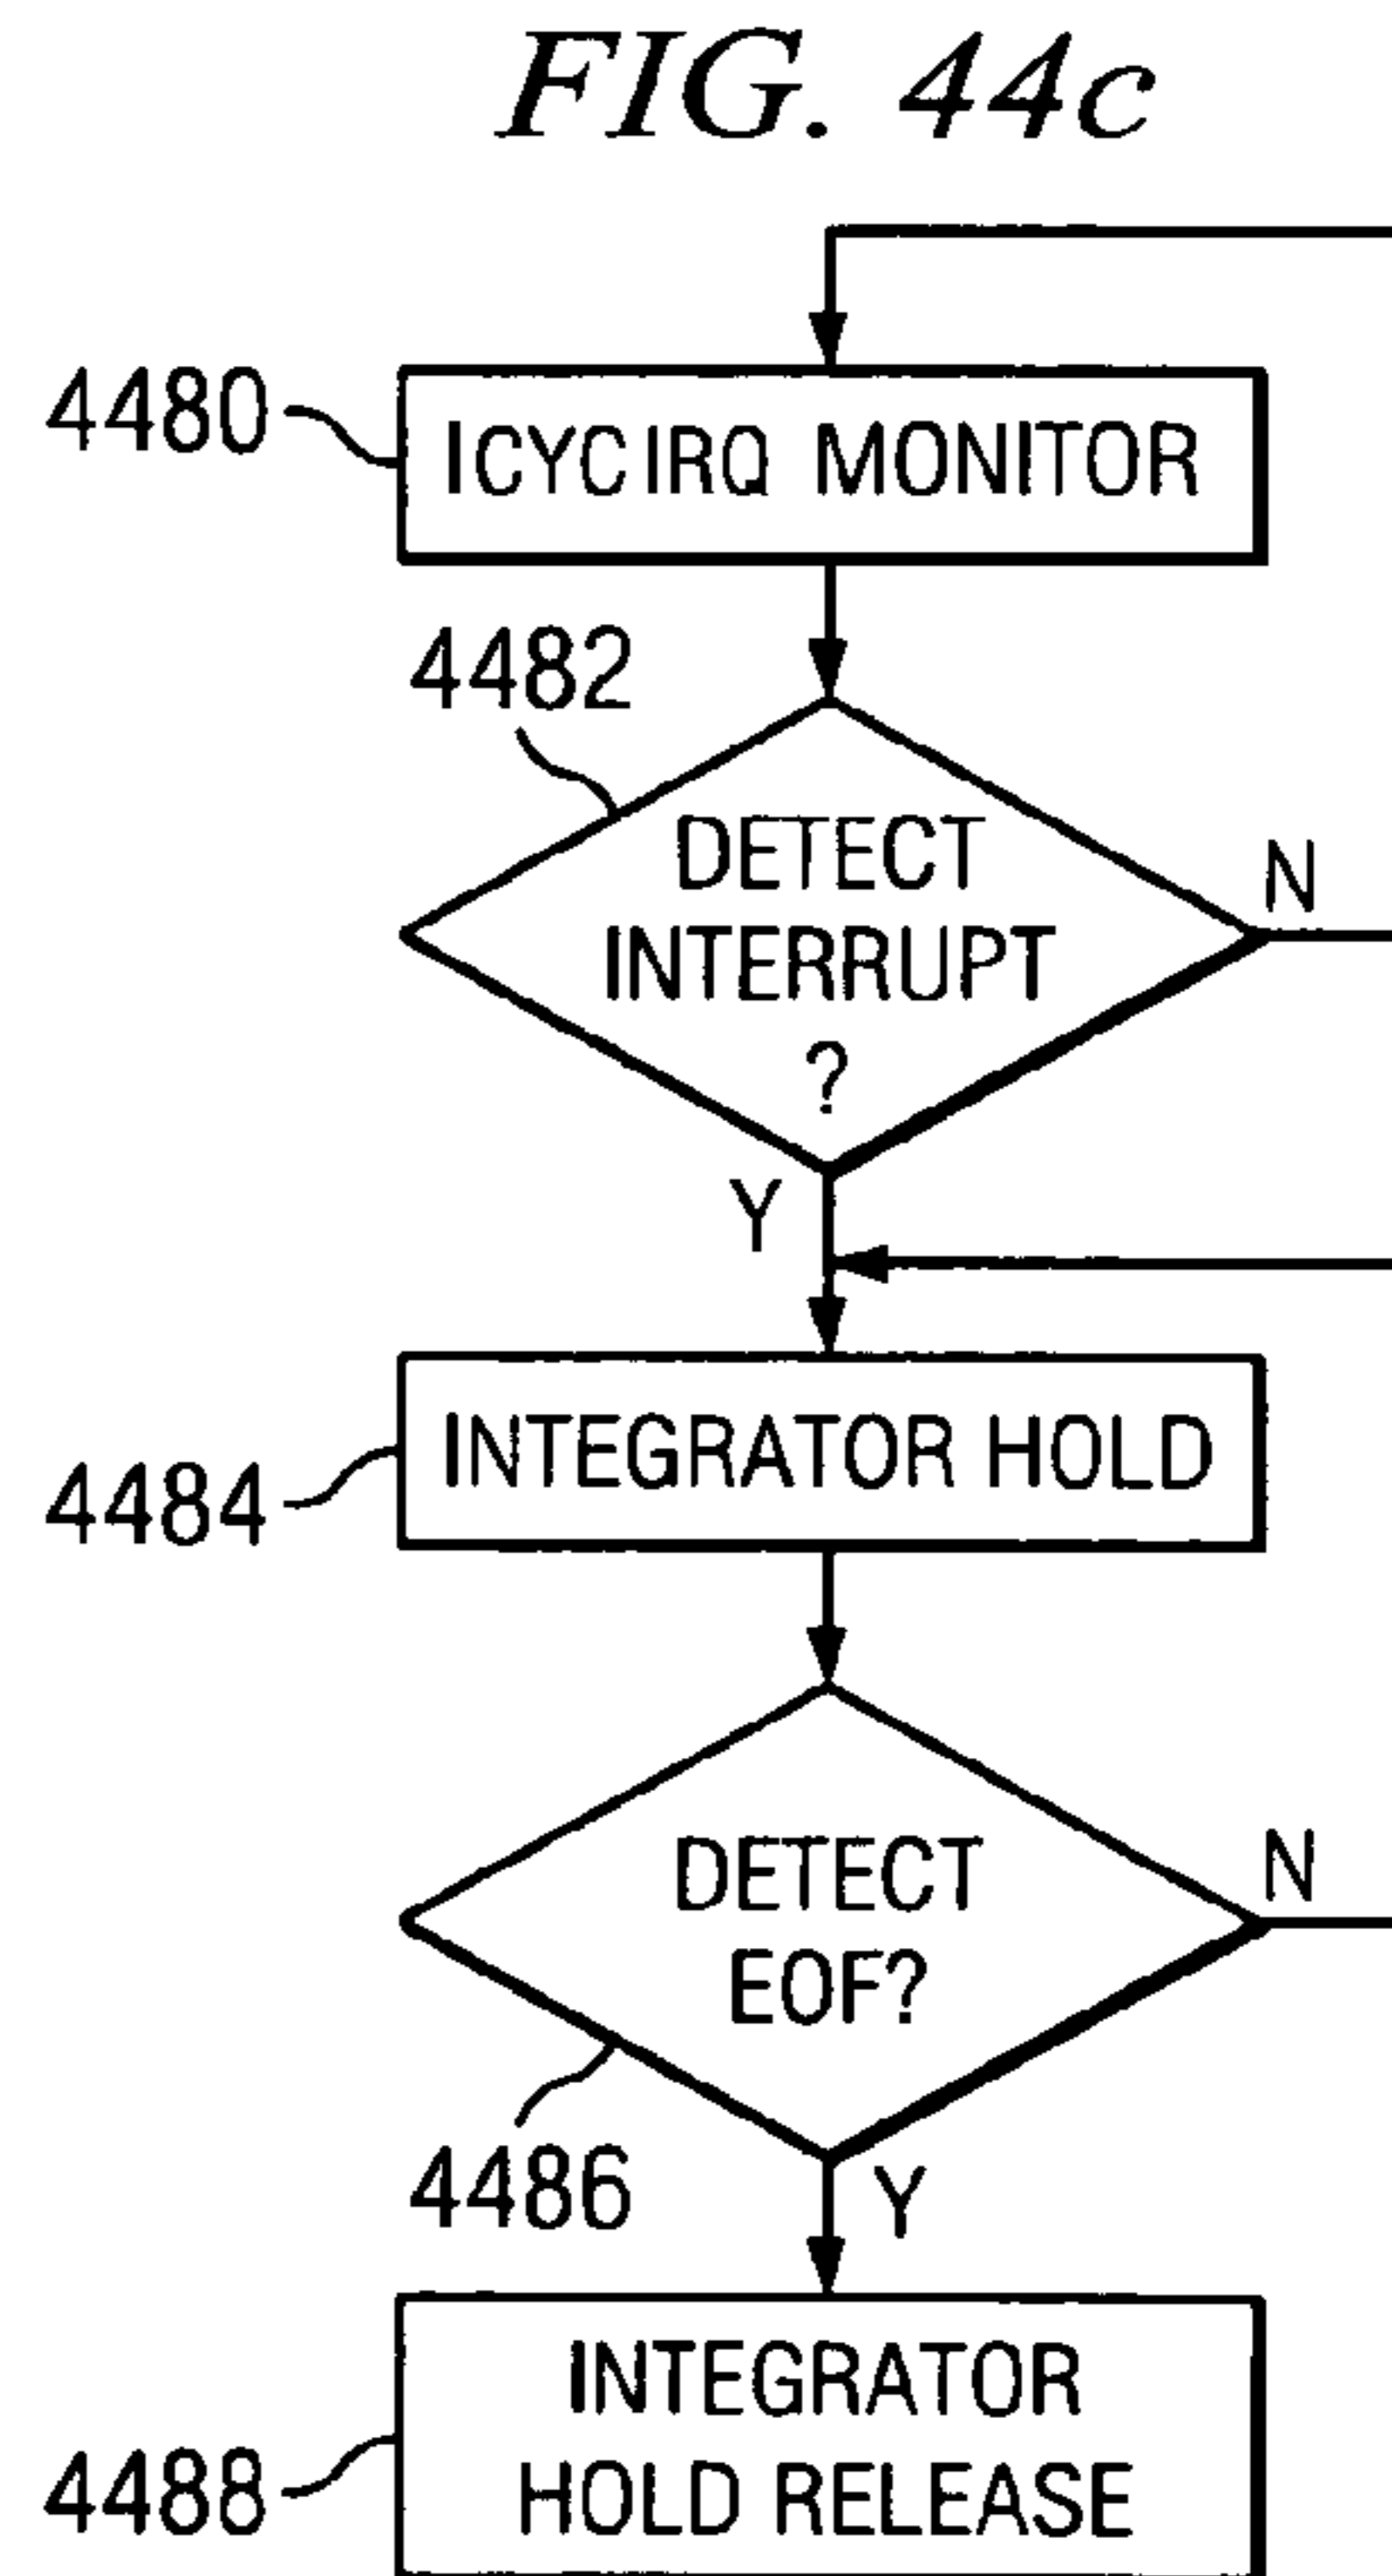 FIG. 44c
4480
ICYCIRQ MONITOR
4482
DETECT
INTERRUPT
?
N
Y
INTEGRATOR HOLD
4484
DETECT
EOF?
N
4486
Y
INTEGRATOR
HOLD RELEASE
4488